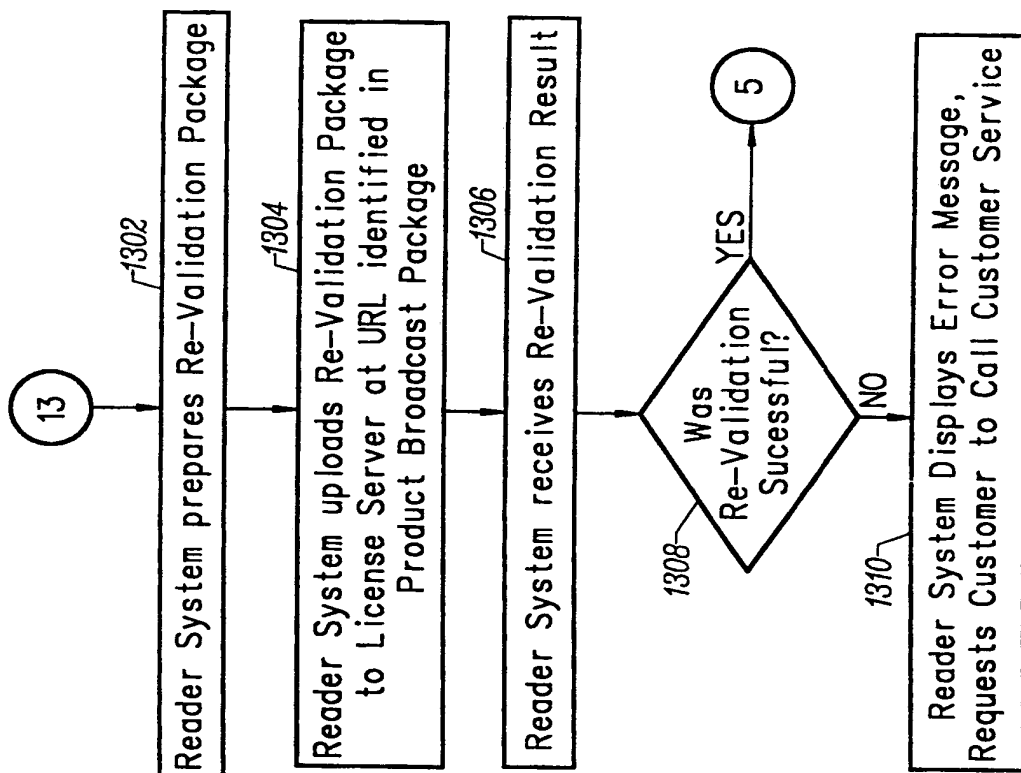 13
1302
Reader System prepares Re-Validation Package
1304
Reader System uploads Re-Validation Package
to License Server at URL identified in
Product Broadcast Package
1306
Reader System receives Re-Validation Result
1308
Was
Re-Validation
Sucessful?
YES
5
NO
1310
Reader System Displays Error Message,
Requests Customer to Call Customer Service